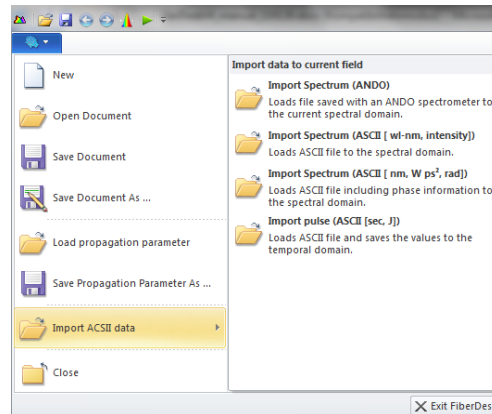 New
Open Document
Save Document
Save Document As ...
Load propagation parameter
Save Propagation Parameter As ...
Import ACSII data
Close
Import data to current field
Import Spectrum (ANDO)
Loads file saved with an ANDO spectrometer to
the current spectral domain.
Import Spectrum (ASCII [ wl-nm, intensity])
Loads ASCII file to the spectral domain.
Import Spectrum (ASCII [ nm, W ps², rad])
Loads ASCII file including phase information to
the spectral domain.
Import pulse (ASCII [sec, J])
Loads ASCII file and saves the values to the
temporal domain.
Exit FiberDes